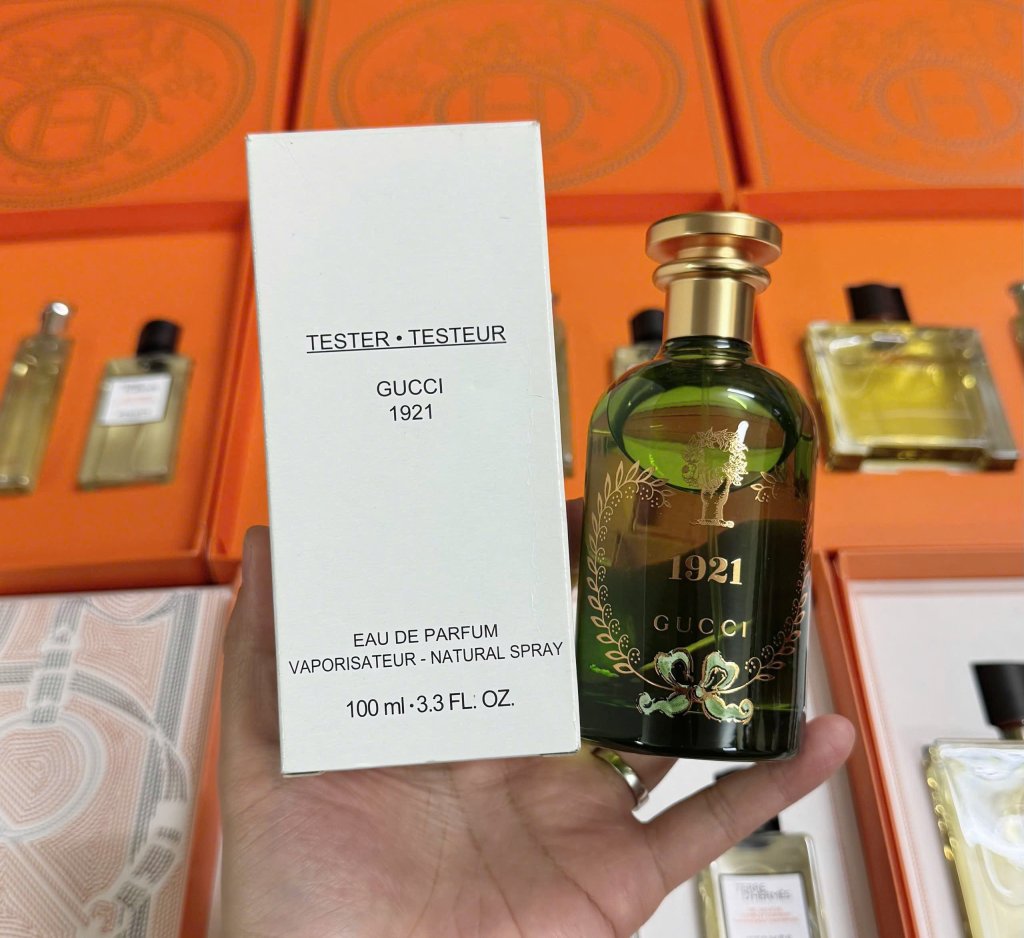 TESTER • TESTEUR
GUCCI
1921
EAU DE PARFUM
VAPORISATEUR - NATURAL SPRAY
100 ml • 3.3 FL. OZ.
1921
GUCCI
H
H
TERRE
D'HERMÈS